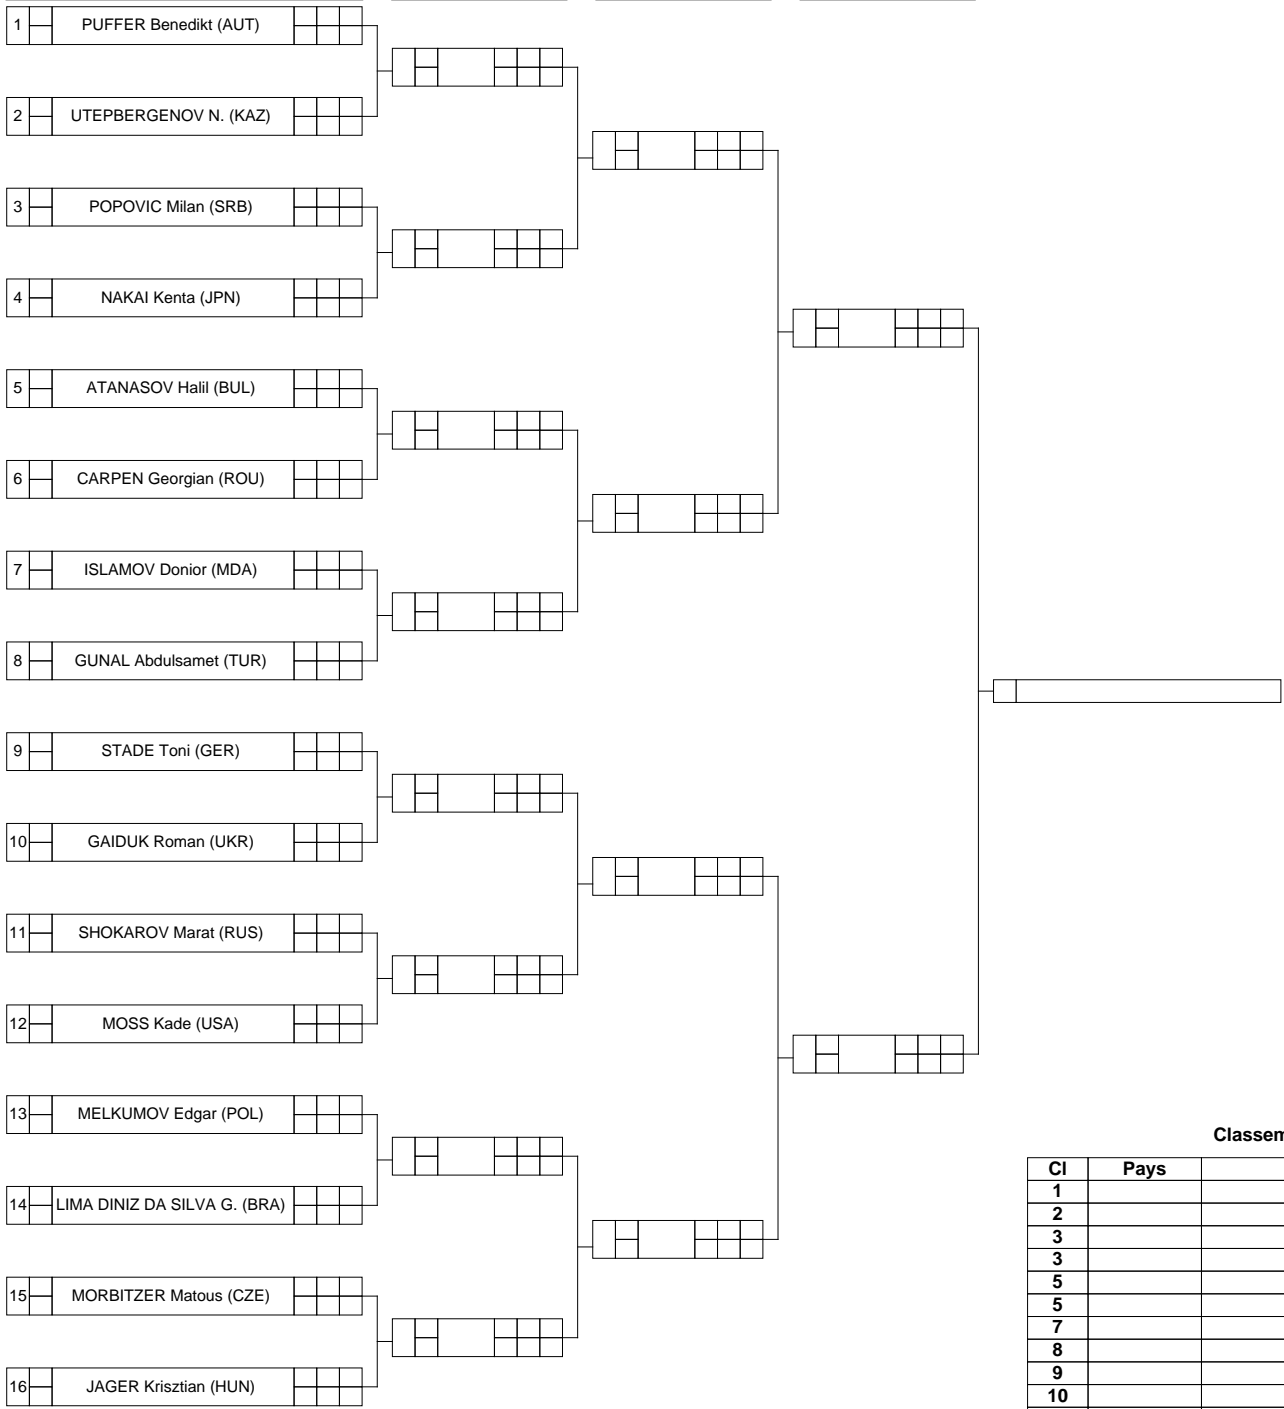 1 PUFFER Benedikt (AUT)
2 UTEPBERGENOV N. (KAZ)
3 POPOVIC Milan (SRB)
4 NAKAI Kenta (JPN)
5 ATANASOV Halil (BUL)
6 CARPEN Georgian (ROU)
7 ISLAMOV Donior (MDA)
8 GUNAL Abdulsamet (TUR)
9 STADE Toni (GER)
10 GAIDUK Roman (UKR)
11 SHOKAROV Marat (RUS)
12 MOSS Kade (USA)
13 MELKUMOV Edgar (POL)
14 LIMA DINIZ DA SILVA G. (BRA)
15 MORBITZER Matous (CZE)
16 JAGER Krisztian (HUN)
Classem
Cl Pays
1
2
3
3
5
5
7
8
9
10